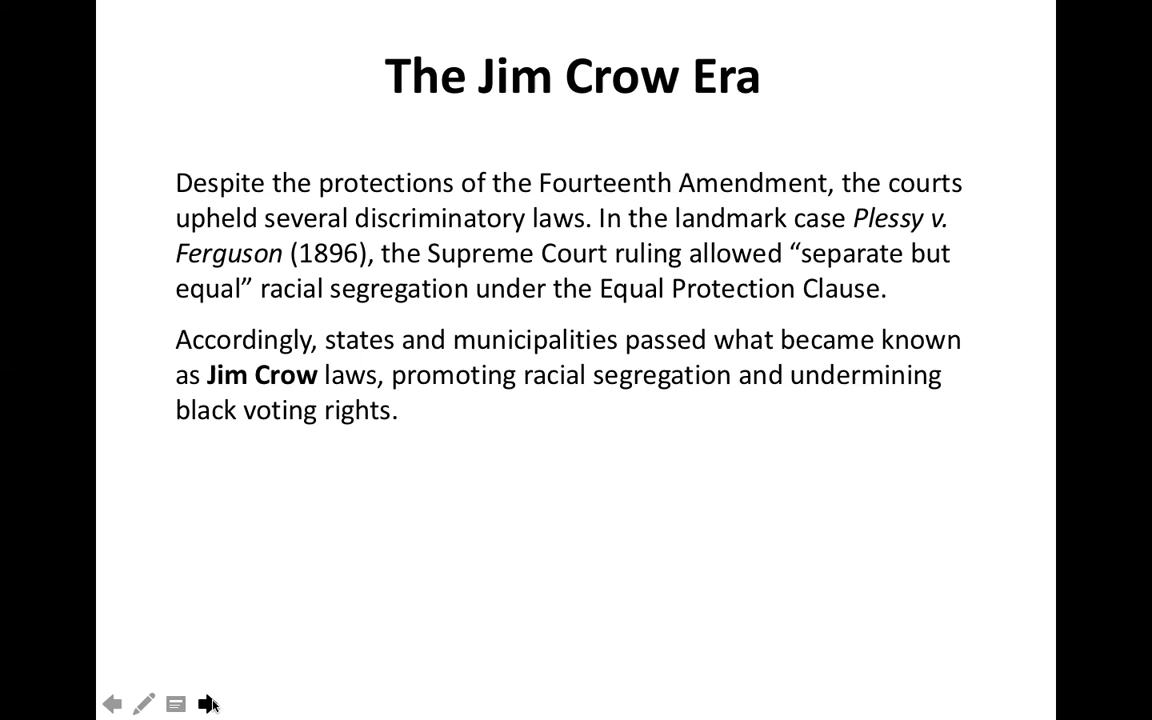 The Jim Crow Era
Despite the protections of the Fourteenth Amendment, the courts
upheld several discriminatory laws. In the landmark case Plessy v.
Ferguson (1896), the Supreme Court ruling allowed “separate but
equal” racial segregation under the Equal Protection Clause.
Accordingly, states and municipalities passed what became known
as Jim Crow laws, promoting racial segregation and undermining
black voting rights.